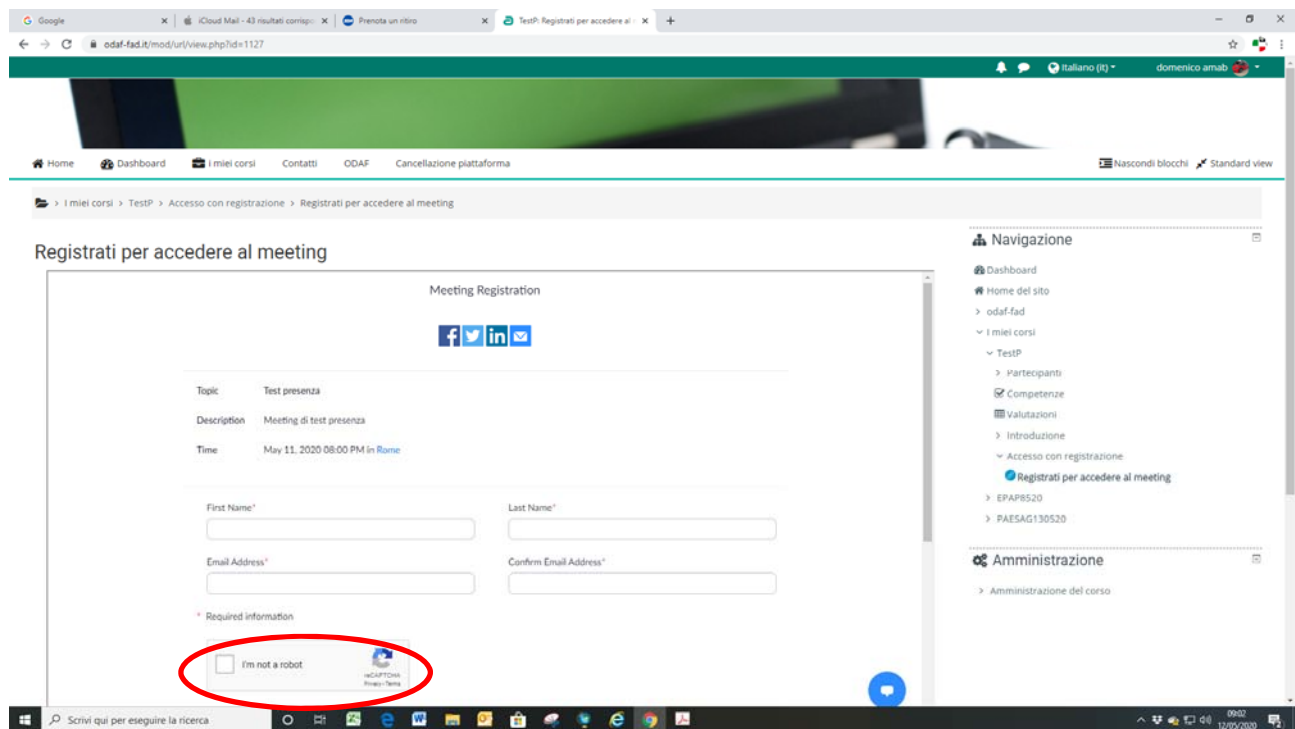 Google
iCloud Mail - 43 risultati corrispo
Prenota un ritiro
TestP: Registrati per accedere al
odaf-fad.it/mod/url/view.php?id=1127
Italiano (it)
domenico amab
Home
Dashboard
I miei corsi
Contatti
ODAF
Cancellazione piattaforma
Nascondi blocchi
Standard view
> I miei corsi > TestP > Accesso con registrazione > Registrati per accedere al meeting
Registrati per accedere al meeting
Meeting Registration
Topic Test presenza
Description Meeting di test presenza
Time May 11, 2020 08:00 PM in Rome
First Name*
Last Name*
Email Address*
Confirm Email Address*
* Required information
I'm not a robot
reCAPTCHA
Privacy - Terms
Navigazione
Dashboard
Home del sito
odaf-fad
I miei corsi
TestP
Partecipanti
Competenze
Valutazioni
Introduzione
Accesso con registrazione
Registrati per accedere al meeting
EPAP8520
PAESAG130520
Amministrazione
Amministrazione del corso
Scrivi qui per eseguire la ricerca
09:02
12/05/2020